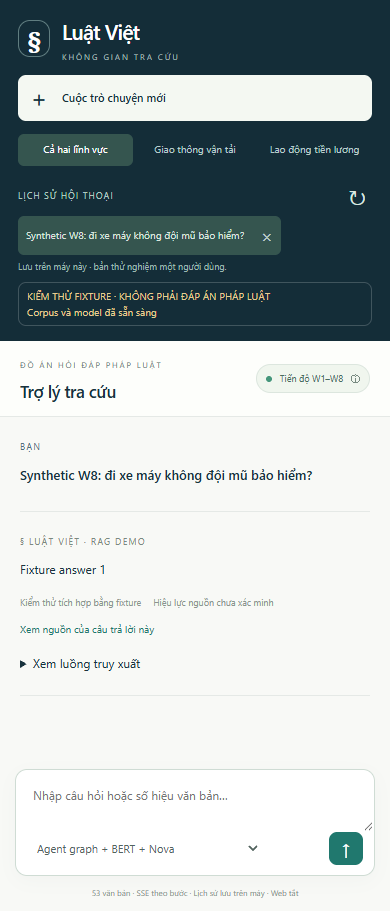 §
Luật Việt
KHÔNG GIAN TRA CỨU
+ Cuộc trò chuyện mới
Cả hai lĩnh vực
Giao thông vận tải
Lao động tiền lương
LỊCH SỬ HỘI THOẠI
↻
Synthetic W8: đi xe máy không đội mũ bảo hiểm? ×
Lưu trên máy này · bản thử nghiệm một người dùng.
KIỂM THỬ FIXTURE · KHÔNG PHẢI ĐÁP ÁN PHÁP LUẬT
Corpus và model đã sẵn sàng
ĐỒ ÁN HỎI ĐÁP PHÁP LUẬT
Trợ lý tra cứu
Tiến độ W1–W8 ⓘ
BẠN
Synthetic W8: đi xe máy không đội mũ bảo hiểm?
§ LUẬT VIỆT · RAG DEMO
Fixture answer 1
Kiểm thử tích hợp bằng fixture Hiệu lực nguồn chưa xác minh
Xem nguồn của câu trả lời này
▶ Xem luồng truy xuất
Nhập câu hỏi hoặc số hiệu văn bản...
Agent graph + BERT + Nova
↑
53 văn bản · SSE theo bước · Lịch sử lưu trên máy · Web tắt